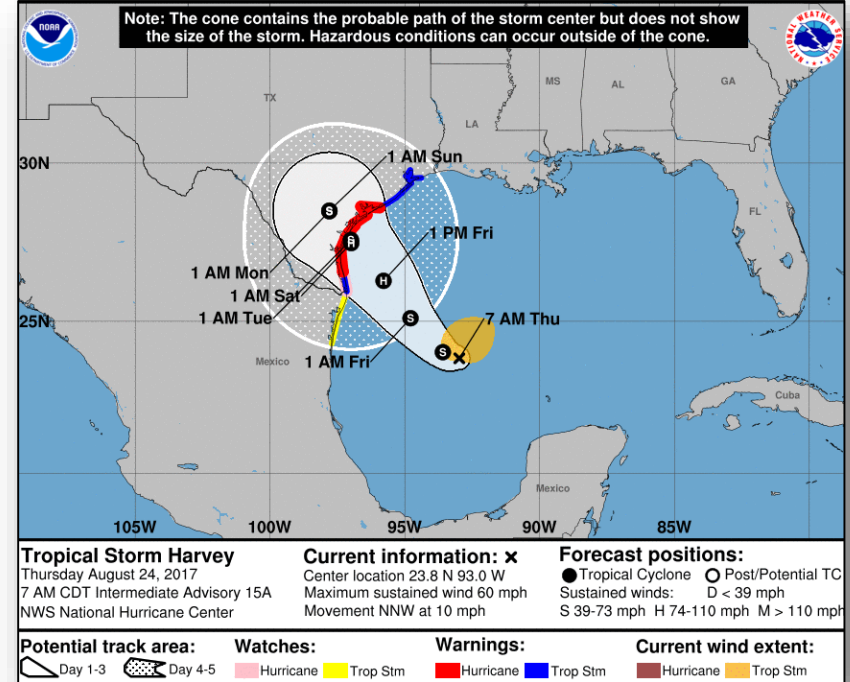 Note: The cone contains the probable path of the storm center but does not show
the size of the storm. Hazardous conditions can occur outside of the cone.
NOAA
NATIONAL WEATHER SERVICE
TX
MS
AL
GA
LA
30N
1 AM Sun
FL
1 PM Fri
1 AM Mon
S
H
1 AM Sat
H
1 AM Tue
S
7 AM Thu
25N
S
1 AM Fri
Mexico
Cuba
Mexico
105W
100W
95W
90W
85W
Tropical Storm Harvey
Thursday August 24, 2017
7 AM CDT Intermediate Advisory 15A
NWS National Hurricane Center
Current information: ×
Center location 23.8 N 93.0 W
Maximum sustained wind 60 mph
Movement NNW at 10 mph
Forecast positions:
Tropical Cyclone Post/Potential TC
Sustained winds: D < 39 mph
S 39-73 mph H 74-110 mph M > 110 mph
Potential track area:
Day 1-3 Day 4-5
Watches:
Hurricane Trop Stm
Warnings:
Hurricane Trop Stm
Current wind extent:
Hurricane Trop Stm